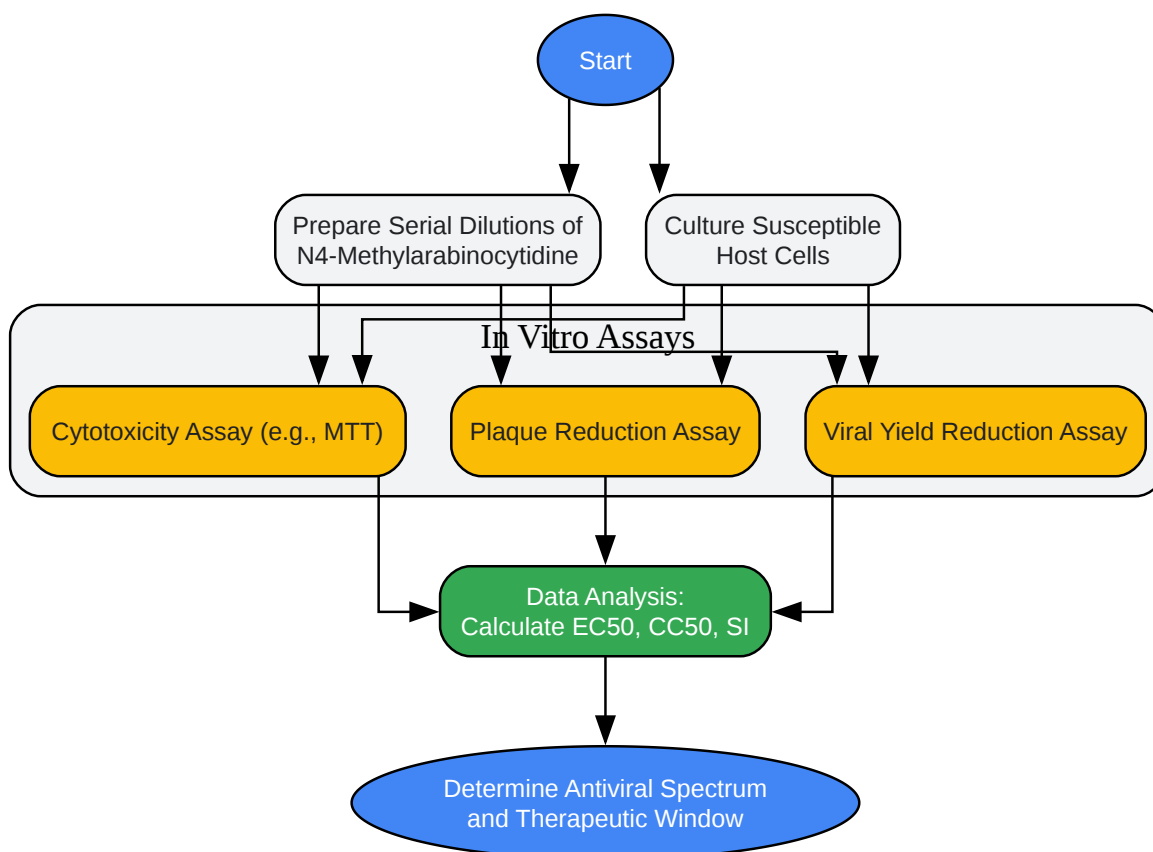 Start
Prepare Serial Dilutions of
N4-Methylarabinocytidine
Culture Susceptible
Host Cells
In Vitro Assays
Cytotoxicity Assay (e.g., MTT)
Plaque Reduction Assay
Viral Yield Reduction Assay
Data Analysis:
Calculate EC50, CC50, SI
Determine Antiviral Spectrum
and Therapeutic Window